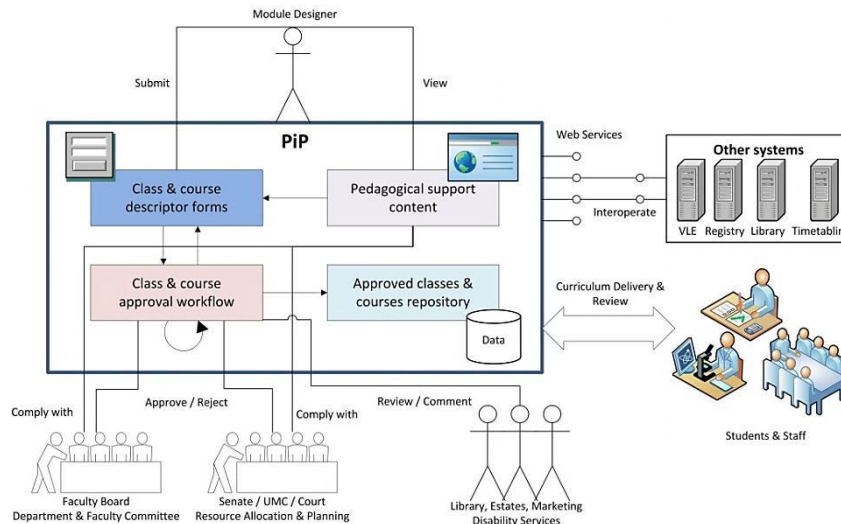 Module Designer
Submit
View
PiP
Web Services
Other systems
Class & course
descriptor forms
Pedagogical support
content
VLE
Registry
Library
Timetabling
Interoperate
Class & course
approval workflow
Approved classes &
courses repository
Curriculum Delivery &
Review
Data
Comply with
Approve / Reject
Comply with
Review / Comment
Students & Staff
Faculty Board
Department & Faculty Committee
Senate / UMC / Court
Resource Allocation & Planning
Library, Estates, Marketing
Disability Services